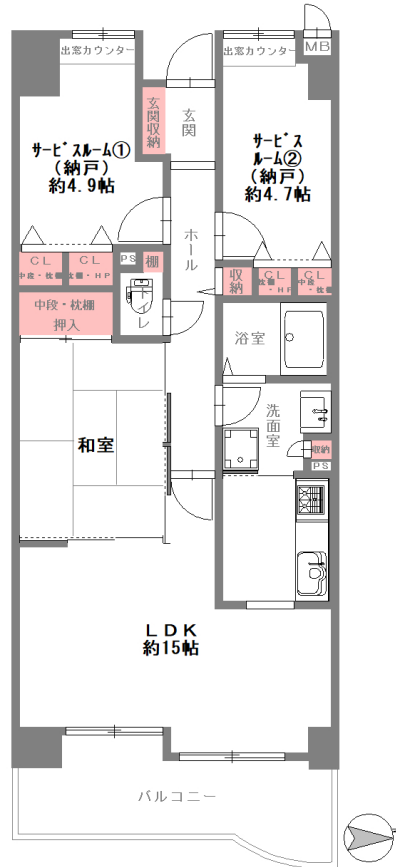 出窓カウンター
出窓カウンター
MB
玄関収納
玄関
サービスルーム①
(納戸)
約4.9帖
サービス
ルーム②
(納戸)
約4.7帖
ホール
CL
中段・枕棚
CL
枕棚・HP
PS
棚
トイレ
収納
CL
枕棚・HP
CL
中段・枕棚
中段・枕棚
押入
浴室
洗面室
収納
PS
和室
LDK
約15帖
バルコニー